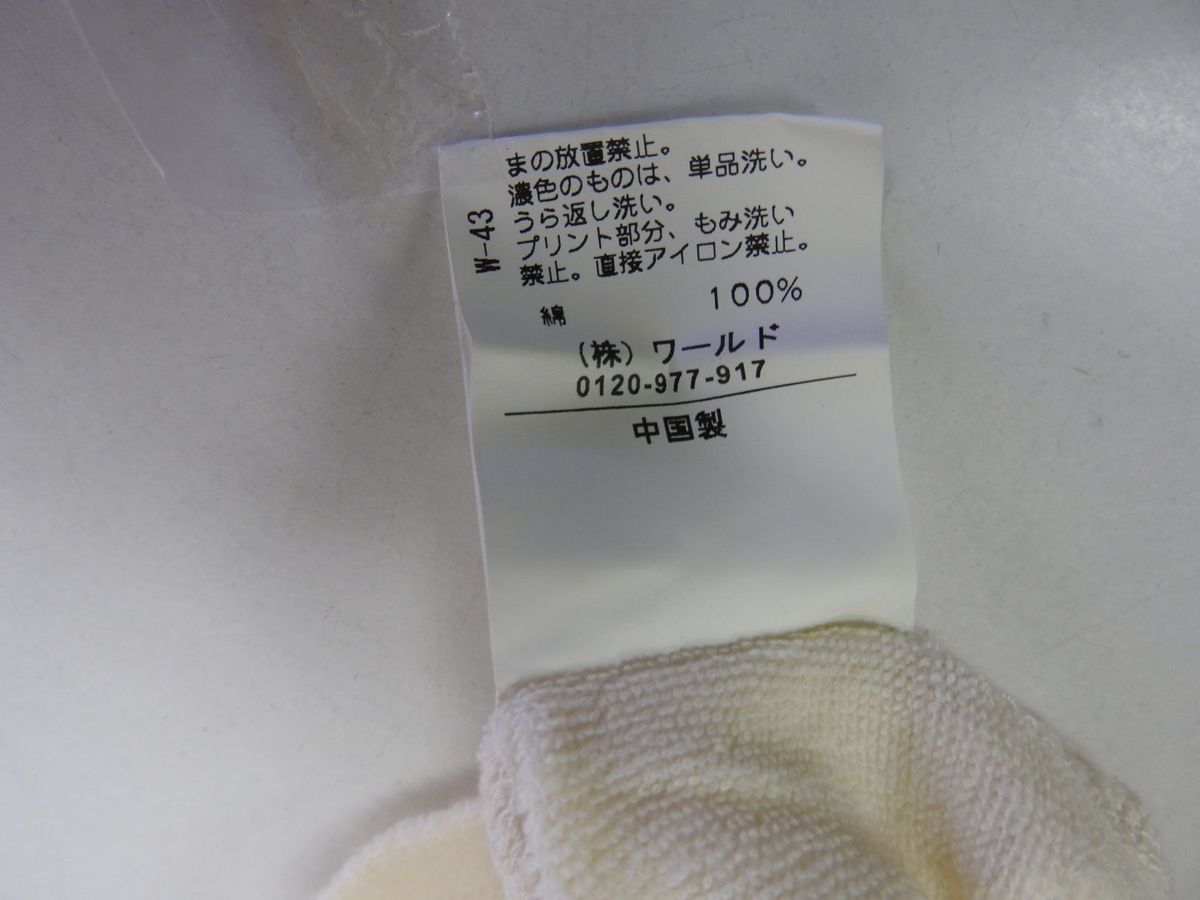 まの放置禁止。
濃色のものは、単品洗い。
うら返し洗い。
プリント部分、もみ洗い
禁止。直接アイロン禁止。
W-43
綿 100%
(株)ワールド
0120-977-917
中国製